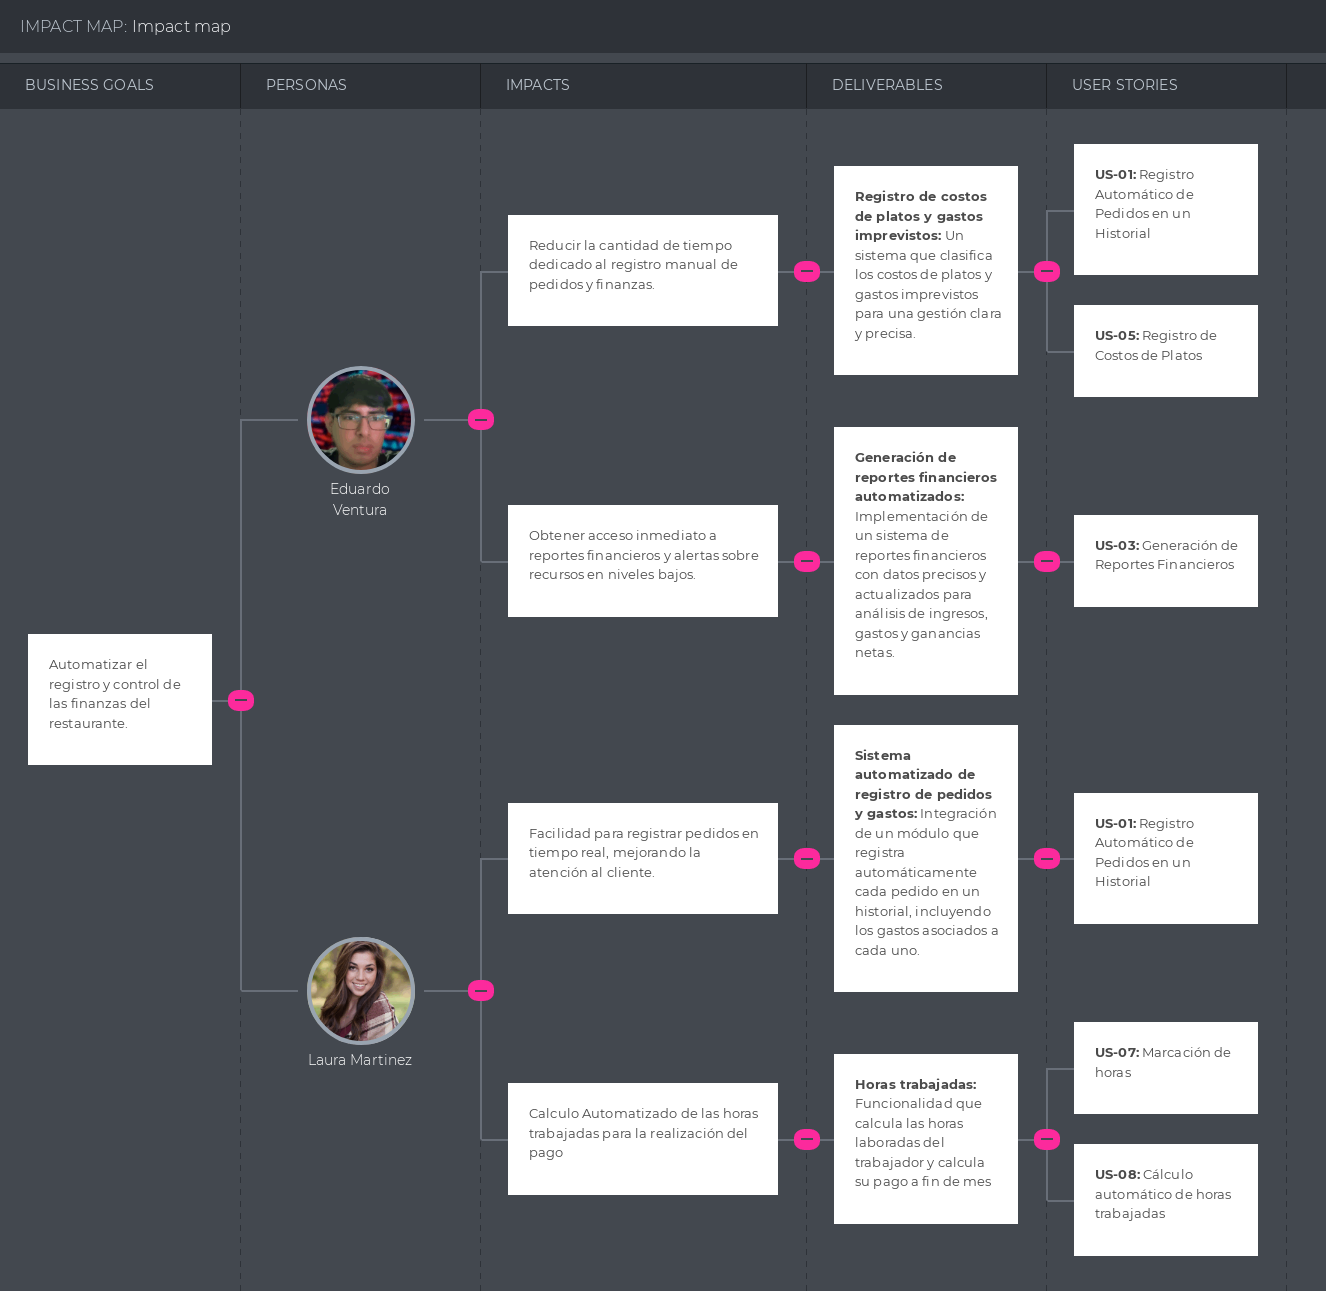 IMPACT MAP: Impact map
BUSINESS GOALS
PERSONAS
IMPACTS
DELIVERABLES
USER STORIES
Automatizar el
registro y control de
las finanzas del
restaurante.
Eduardo
Ventura
Reducir la cantidad de tiempo
dedicado al registro manual de
pedidos y finanzas.
Registro de costos
de platos y gastos
imprevistos: Un
sistema que clasifica
los costos de platos y
gastos imprevistos
para una gestión clara
y precisa.
US-01: Registro
Automático de
Pedidos en un
Historial
US-05: Registro de
Costos de Platos
Obtener acceso inmediato a
reportes financieros y alertas sobre
recursos en niveles bajos.
Generación de
reportes financieros
automatizados:
Implementación de
un sistema de
reportes financieros
con datos precisos y
actualizados para
análisis de ingresos,
gastos y ganancias
netas.
US-03: Generación de
Reportes Financieros
Laura Martinez
Facilidad para registrar pedidos en
tiempo real, mejorando la
atención al cliente.
Sistema
automatizado de
registro de pedidos
y gastos: Integración
de un módulo que
registra
automáticamente
cada pedido en un
historial, incluyendo
los gastos asociados a
cada uno.
US-01: Registro
Automático de
Pedidos en un
Historial
Calculo Automatizado de las horas
trabajadas para la realización del
pago
Horas trabajadas:
Funcionalidad que
calcula las horas
laboradas del
trabajador y calcula
su pago a fin de mes
US-07: Marcación de
horas
US-08: Cálculo
automático de horas
trabajadas